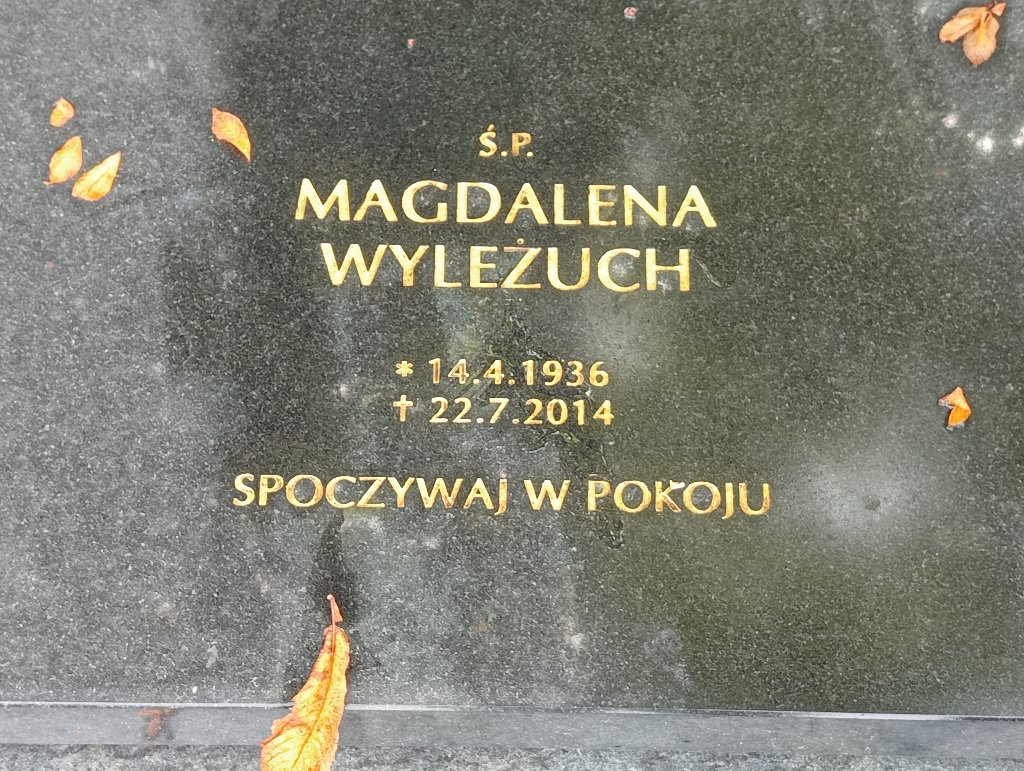 Ś.P.
MAGDALENA
WYLEŻUCH
* 14.4.1936
† 22.7.2014
SPOCZYWAJ W POKOJU